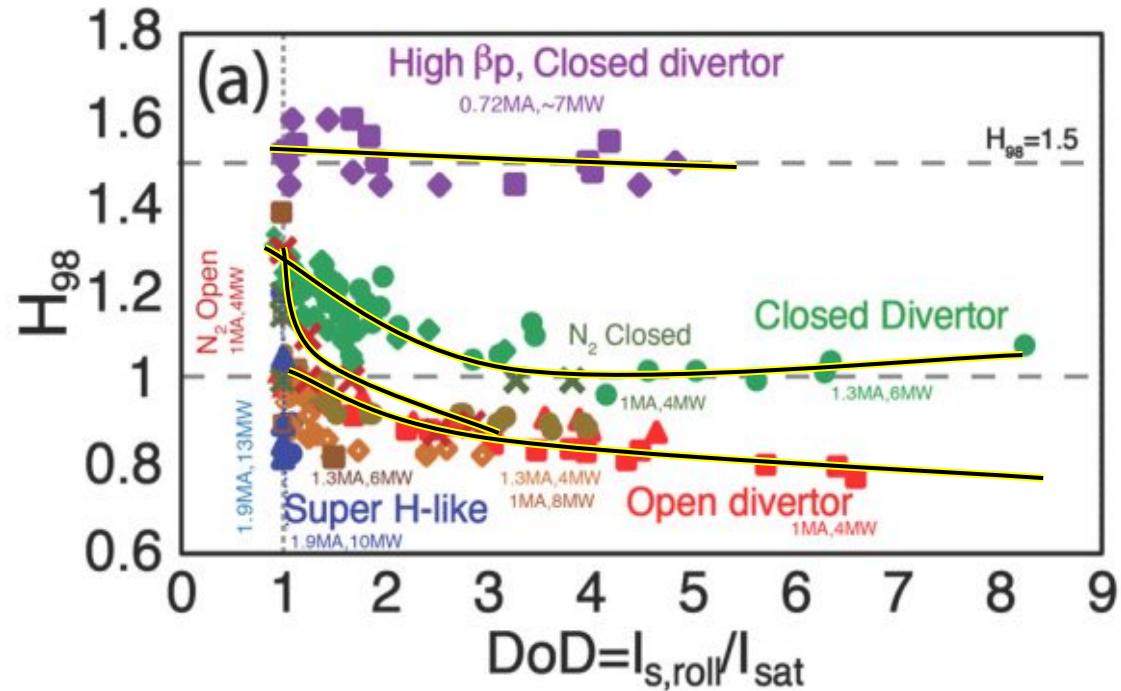 (a)
High βp, Closed divertor
0.72MA,~7MW
H₉₈=1.5
N₂ Open
1MA,4MW
N₂ Closed
1MA,4MW
Closed Divertor
1.3MA,6MW
1.9MA,13MW
1.3MA,6MW
Super H-like
1.9MA,10MW
1.3MA,4MW
1MA,8MW
Open divertor
1MA,4MW
H₉₈
1.8
1.6
1.4
1.2
1
0.8
0.6
0 1 2 3 4 5 6 7 8 9
DoD=Iₛ,roll/Isat